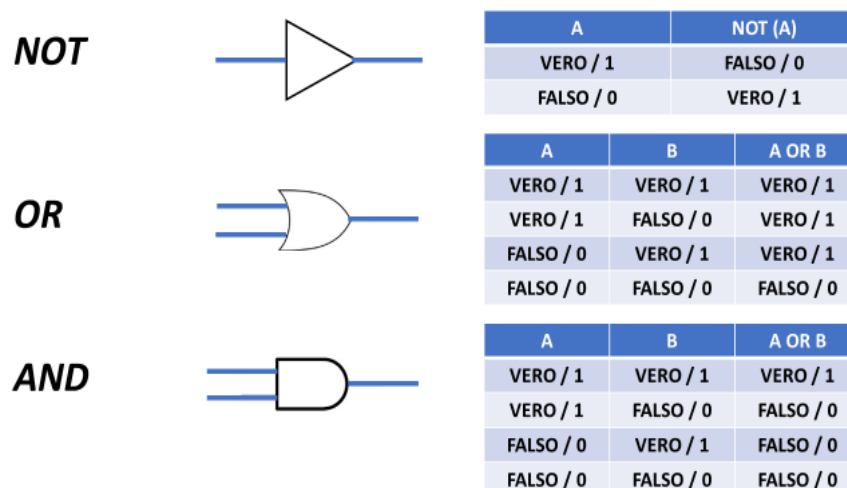 NOT
A NOT (A)
VERO / 1 FALSO / 0
FALSO / 0 VERO / 1
OR
A B A OR B
VERO / 1 VERO / 1 VERO / 1
VERO / 1 FALSO / 0 VERO / 1
FALSO / 0 VERO / 1 VERO / 1
FALSO / 0 FALSO / 0 FALSO / 0
AND
A B A OR B
VERO / 1 VERO / 1 VERO / 1
VERO / 1 FALSO / 0 FALSO / 0
FALSO / 0 VERO / 1 FALSO / 0
FALSO / 0 FALSO / 0 FALSO / 0